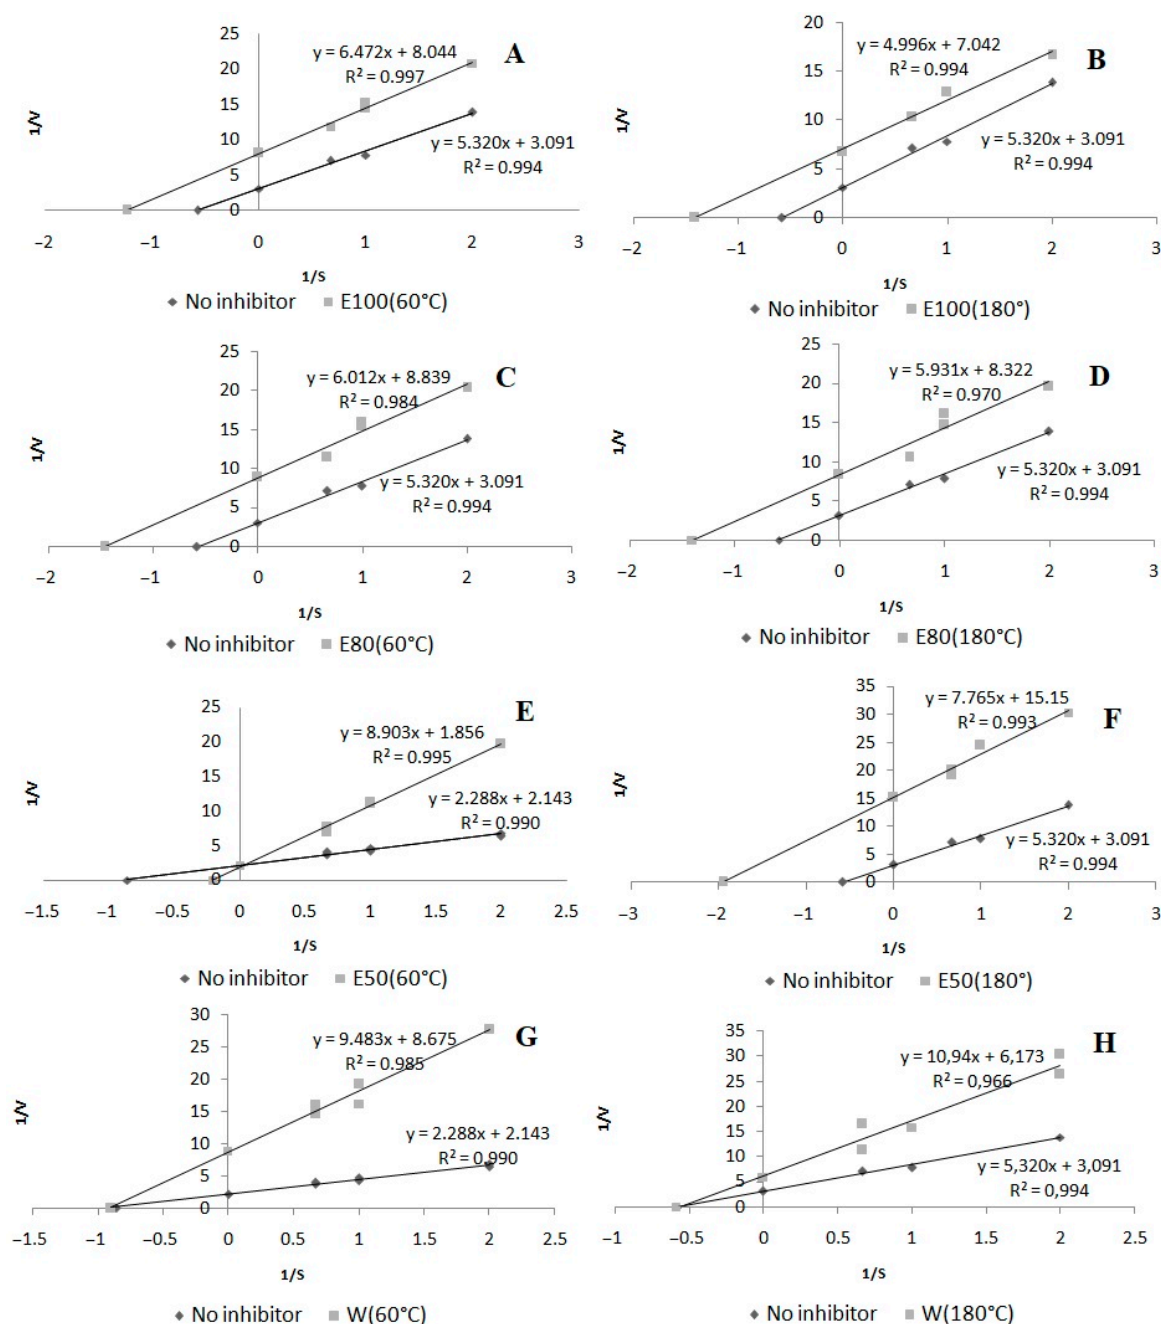 A
y = 6.472x + 8.044
R² = 0.997
y = 5.320x + 3.091
R² = 0.994
25
20
15
10
5
0
−2 −1 0 1 2 3
1/V
1/S
No inhibitor E100(60°C)
B
y = 4.996x + 7.042
R² = 0.994
y = 5.320x + 3.091
R² = 0.994
20
15
10
5
0
−2 −1 0 1 2 3
1/V
1/S
No inhibitor E100(180°)
C
y = 6.012x + 8.839
R² = 0.984
y = 5.320x + 3.091
R² = 0.994
25
20
15
10
5
0
−2 −1 0 1 2 3
1/V
1/S
No inhibitor E80(60°C)
D
y = 5.931x + 8.322
R² = 0.970
y = 5.320x + 3.091
R² = 0.994
25
20
15
10
5
0
−2 −1 0 1 2 3
1/V
1/S
No inhibitor E80(180°C)
E
y = 8.903x + 1.856
R² = 0.995
y = 2.288x + 2.143
R² = 0.990
25
20
15
10
5
0
−1.5 −1 −0.5 0 0.5 1 1.5 2 2.5
1/V
1/S
No inhibitor E50(60°C)
F
y = 7.765x + 15.15
R² = 0.993
y = 5.320x + 3.091
R² = 0.994
35
30
25
20
15
10
5
0
−3 −2 −1 0 1 2 3
1/V
1/S
No inhibitor E50(180°)
G
y = 9.483x + 8.675
R² = 0.985
y = 2.288x + 2.143
R² = 0.990
30
25
20
15
10
5
0
−1.5 −1 −0.5 0 0.5 1 1.5 2 2.5
1/V
1/S
No inhibitor W(60°C)
H
y = 10,94x + 6,173
R² = 0,966
y = 5,320x + 3,091
R² = 0,994
35
30
25
20
15
10
5
0
−1 −0.5 0 0.5 1 1.5 2 2.5
1/V
1/S
No inhibitor W(180°C)